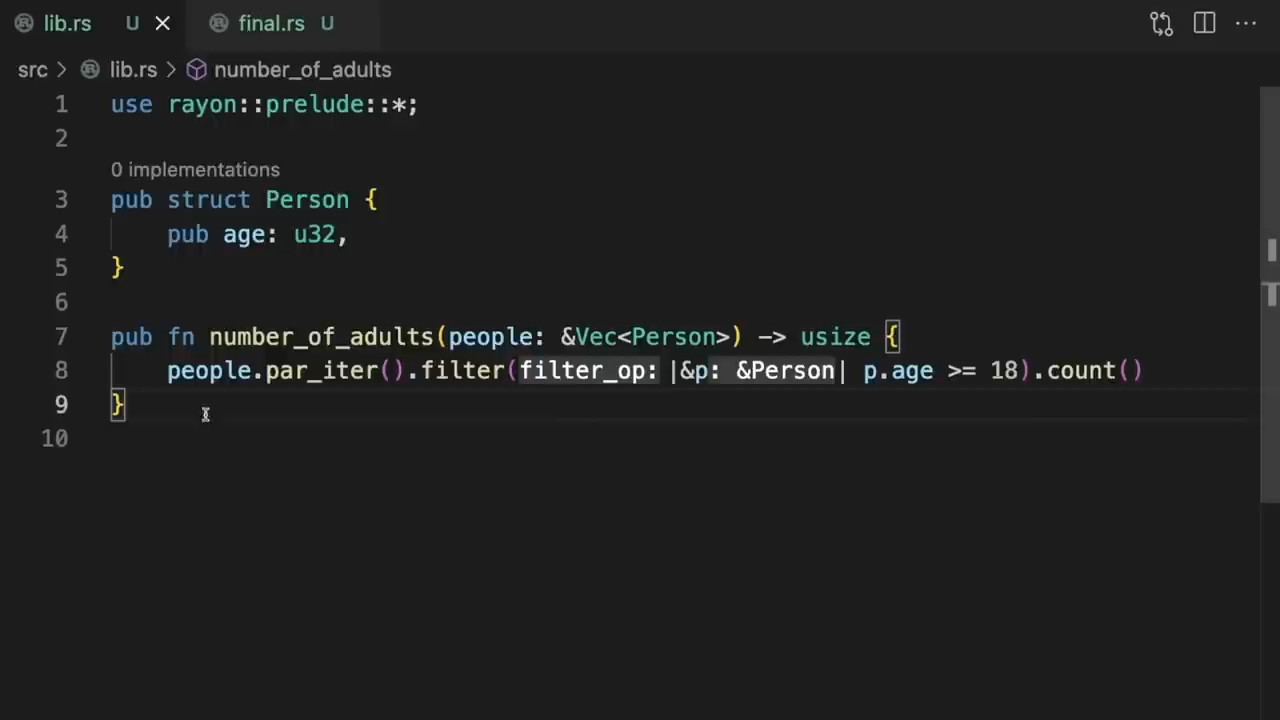 lib.rs U final.rs U
src > lib.rs > number_of_adults
1 use rayon::prelude::*;
2
0 implementations
3 pub struct Person {
4 pub age: u32,
5 }
6
7 pub fn number_of_adults(people: &Vec<Person>) -> usize {
8 people.par_iter().filter(filter_op: |&p: &Person| p.age >= 18).count()
9 }
10